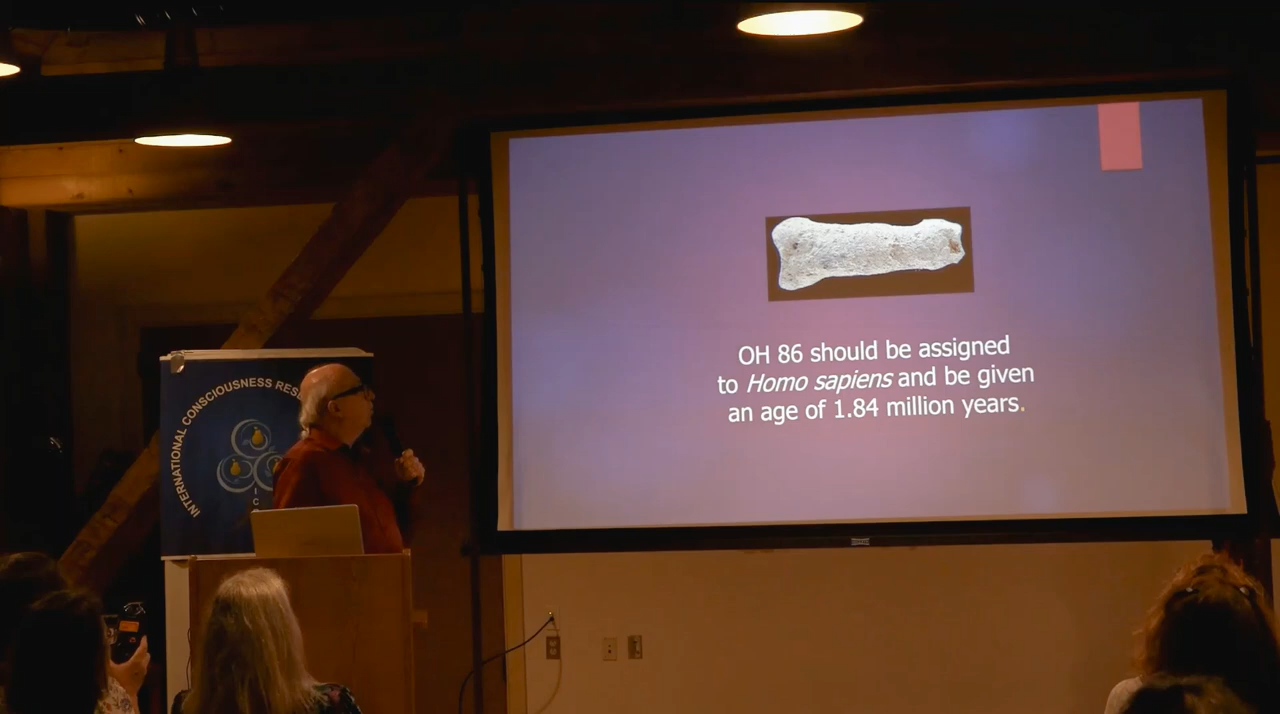 INTERNATIONAL CONSCIOUSNESS
I
C
OH 86 should be assigned
to Homo sapiens and be given
an age of 1.84 million years.